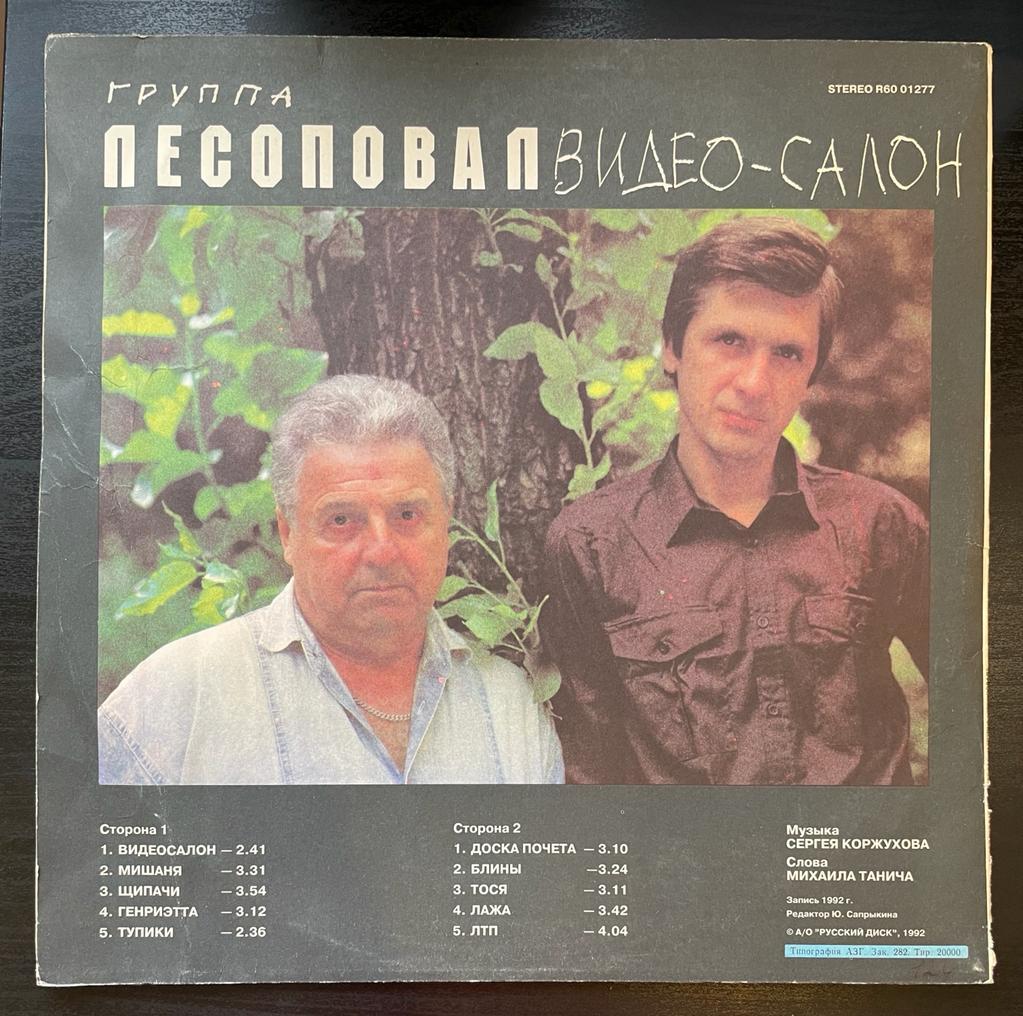 ГРУППА
STEREO R60 01277
ЛЕСОПОВАЛ ВИДЕО-САЛОН
Сторона 1
1. ВИДЕОСАЛОН — 2.41
2. МИШАНЯ — 3.31
3. ЩИПАЧИ — 3.54
4. ГЕНРИЭТТА — 3.12
5. ТУПИКИ — 2.36
Сторона 2
1. ДОСКА ПОЧЕТА — 3.10
2. БЛИНЫ —3.24
3. ТОСЯ — 3.11
4. ЛАЖА — 3.42
5. ЛТП — 4.04
Музыка
СЕРГЕЯ КОРЖУХОВА
Слова
МИХАИЛА ТАНИЧА
Запись 1992 г.
Редактор Ю. Сапрыкина
© А/О "РУССКИЙ ДИСК", 1992
Типография АЗГ. Зак. 282. Тир. 20000